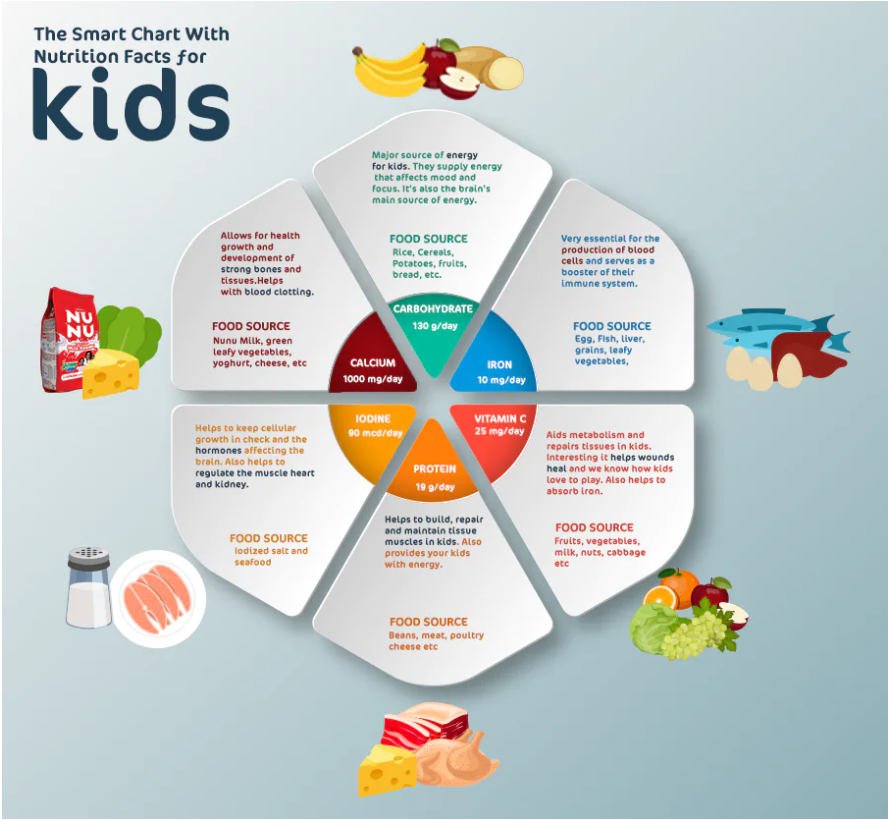 The Smart Chart With
Nutrition Facts for
kids
Major source of energy
for kids. They supply energy
that affects mood and
focus. It's also the brain's
main source of energy.
FOOD SOURCE
Rice, Cereals,
Potatoes, fruits,
bread, etc.
CARBOHYDRATE
130 g/day
Very essential for the
production of blood
cells and serves as a
booster of their
immune system.
FOOD SOURCE
Egg, Fish, liver,
grains, leafy
vegetables,
IRON
10 mg/day
Aids metabolism and
repairs tissues in kids.
Interesting it helps wounds
heal and we know how kids
love to play. Also helps to
absorb iron.
FOOD SOURCE
Fruits, vegetables,
milk, nuts, cabbage
etc
VITAMIN C
25 mg/day
PROTEIN
19 g/day
Helps to build, repair
and maintain tissue
muscles in kids. Also
provides your kids
with energy.
FOOD SOURCE
Beans, meat, poultry
cheese etc
IODINE
90 mcd/day
Helps to keep cellular
growth in check and the
hormones affecting the
brain. Also helps to
regulate the muscle heart
and kidney.
FOOD SOURCE
Iodized salt and
seafood
Allows for health
growth and
development of
strong bones and
tissues.Helps
with blood clotting.
FOOD SOURCE
Nunu Milk, green
leafy vegetables,
yoghurt, cheese, etc
CALCIUM
1000 mg/day
NU
NU